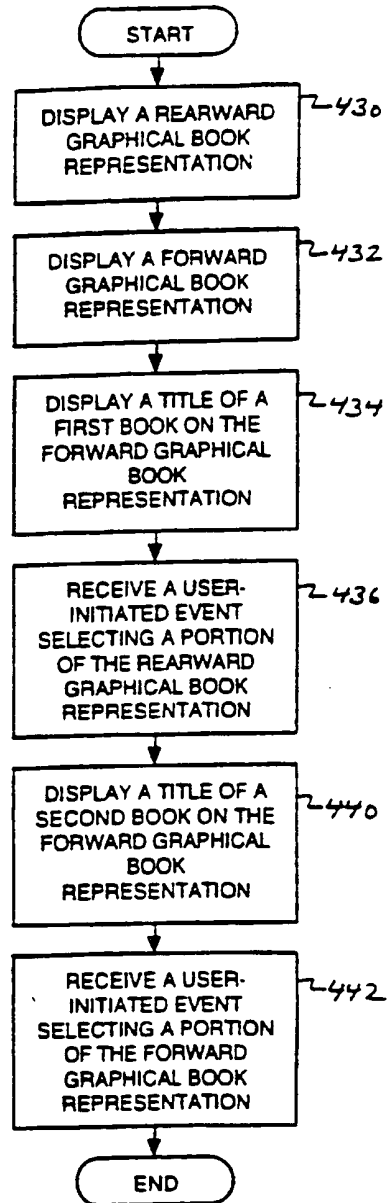 START
DISPLAY A REARWARD
GRAPHICAL BOOK
REPRESENTATION
430
DISPLAY A FORWARD
GRAPHICAL BOOK
REPRESENTATION
432
DISPLAY A TITLE OF A
FIRST BOOK ON THE
FORWARD GRAPHICAL
BOOK
REPRESENTATION
434
RECEIVE A USER-
INITIATED EVENT
SELECTING A PORTION
OF THE REARWARD
GRAPHICAL BOOK
REPRESENTATION
436
DISPLAY A TITLE OF A
SECOND BOOK ON THE
FORWARD GRAPHICAL
BOOK
REPRESENTATION
440
RECEIVE A USER-
INITIATED EVENT
SELECTING A PORTION
OF THE FORWARD
GRAPHICAL BOOK
REPRESENTATION
442
END